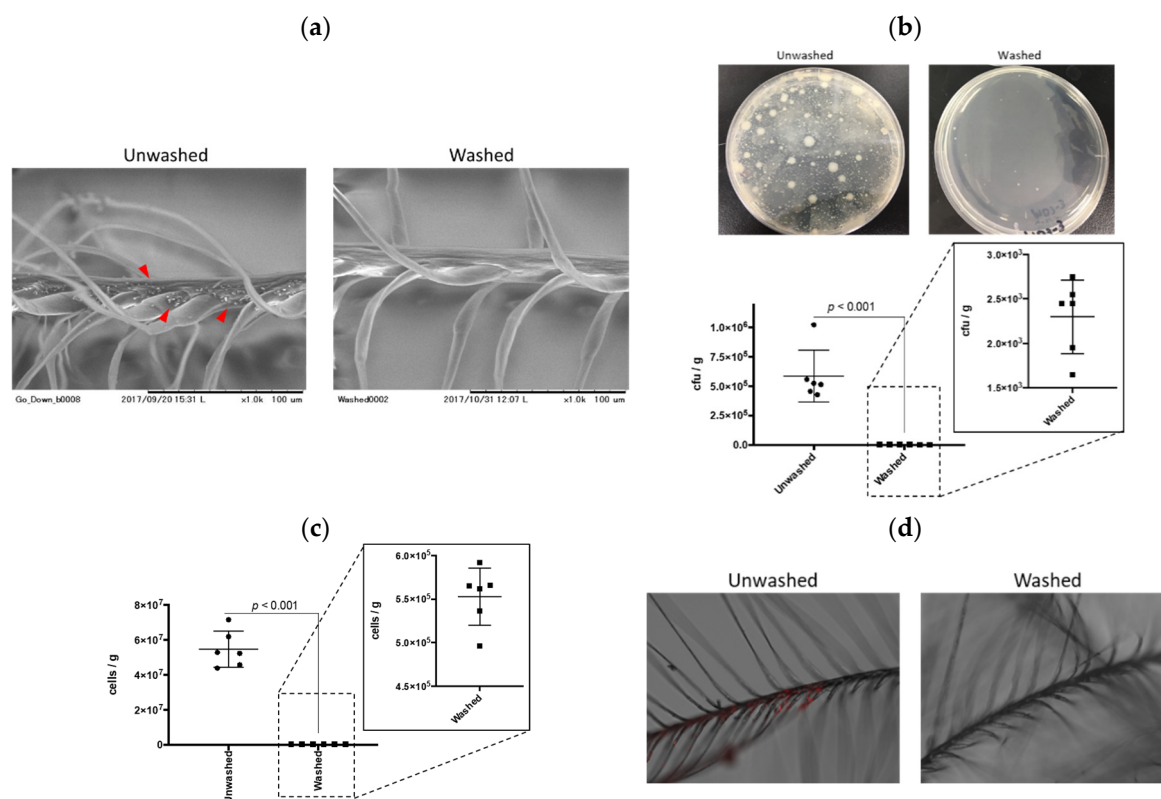 (a)
Unwashed
Washed
Go_Down_b0008 2017/09/20 15:31 L ×1.0k 100 um
Washed0002 2017/10/31 12:07 L ×1.0k 100 um
(b)
Unwashed
Washed
p < 0.001
cfu / g
1.0×10⁶
7.5×10⁵
5.0×10⁵
2.5×10⁵
0.0
Unwashed
Washed
cfu / g
3.0×10³
2.5×10³
2.0×10³
1.5×10³
Washed
(c)
p < 0.001
cells / g
8×10⁷
6×10⁷
4×10⁷
2×10⁷
0
Unwashed
Washed
cells / g
6.0×10⁵
5.5×10⁵
5.0×10⁵
4.5×10⁵
Washed
(d)
Unwashed
Washed